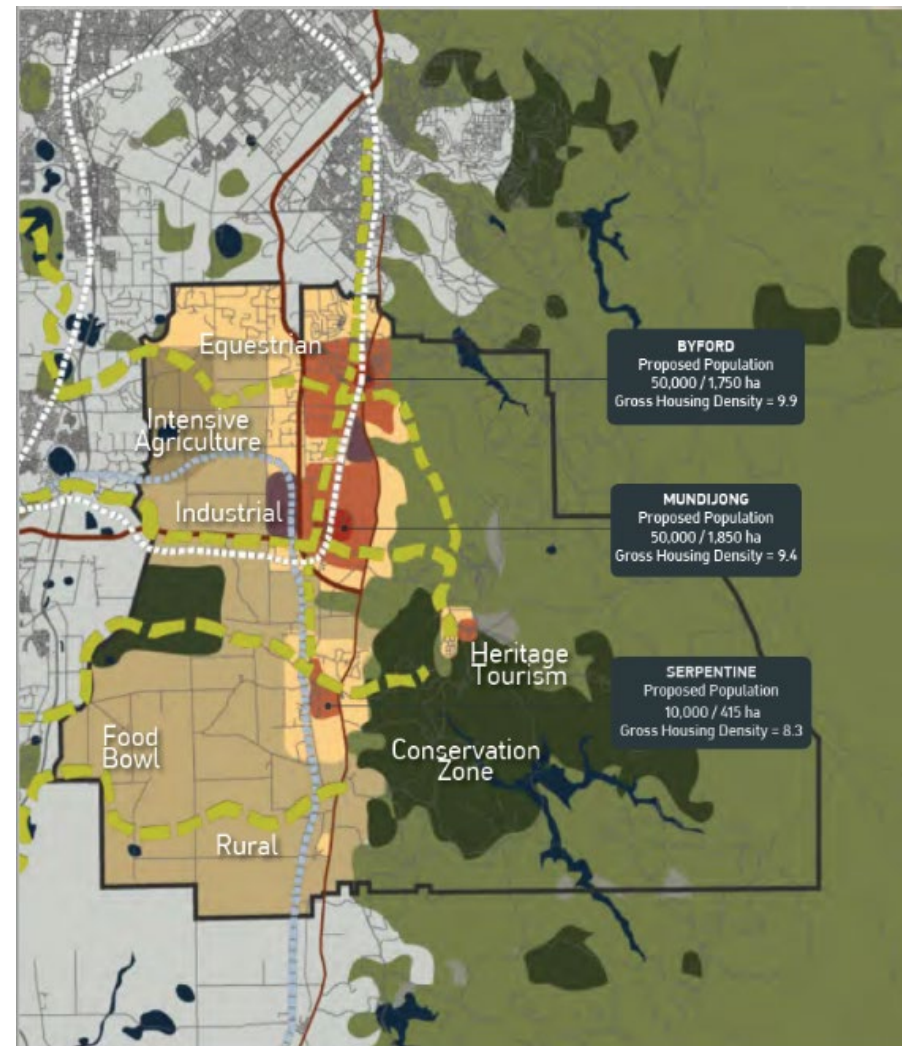 BYFORD
Proposed Population
50,000 / 1,750 ha
Gross Housing Density = 9.9
Equestrian
Intensive
Agriculture
MUNDIJONG
Proposed Population
50,000 / 1,850 ha
Gross Housing Density = 9.4
Industrial
Heritage
Tourism
SERPENTINE
Proposed Population
10,000 / 415 ha
Gross Housing Density = 8.3
Food
Bowl
Conservation
Zone
Rural